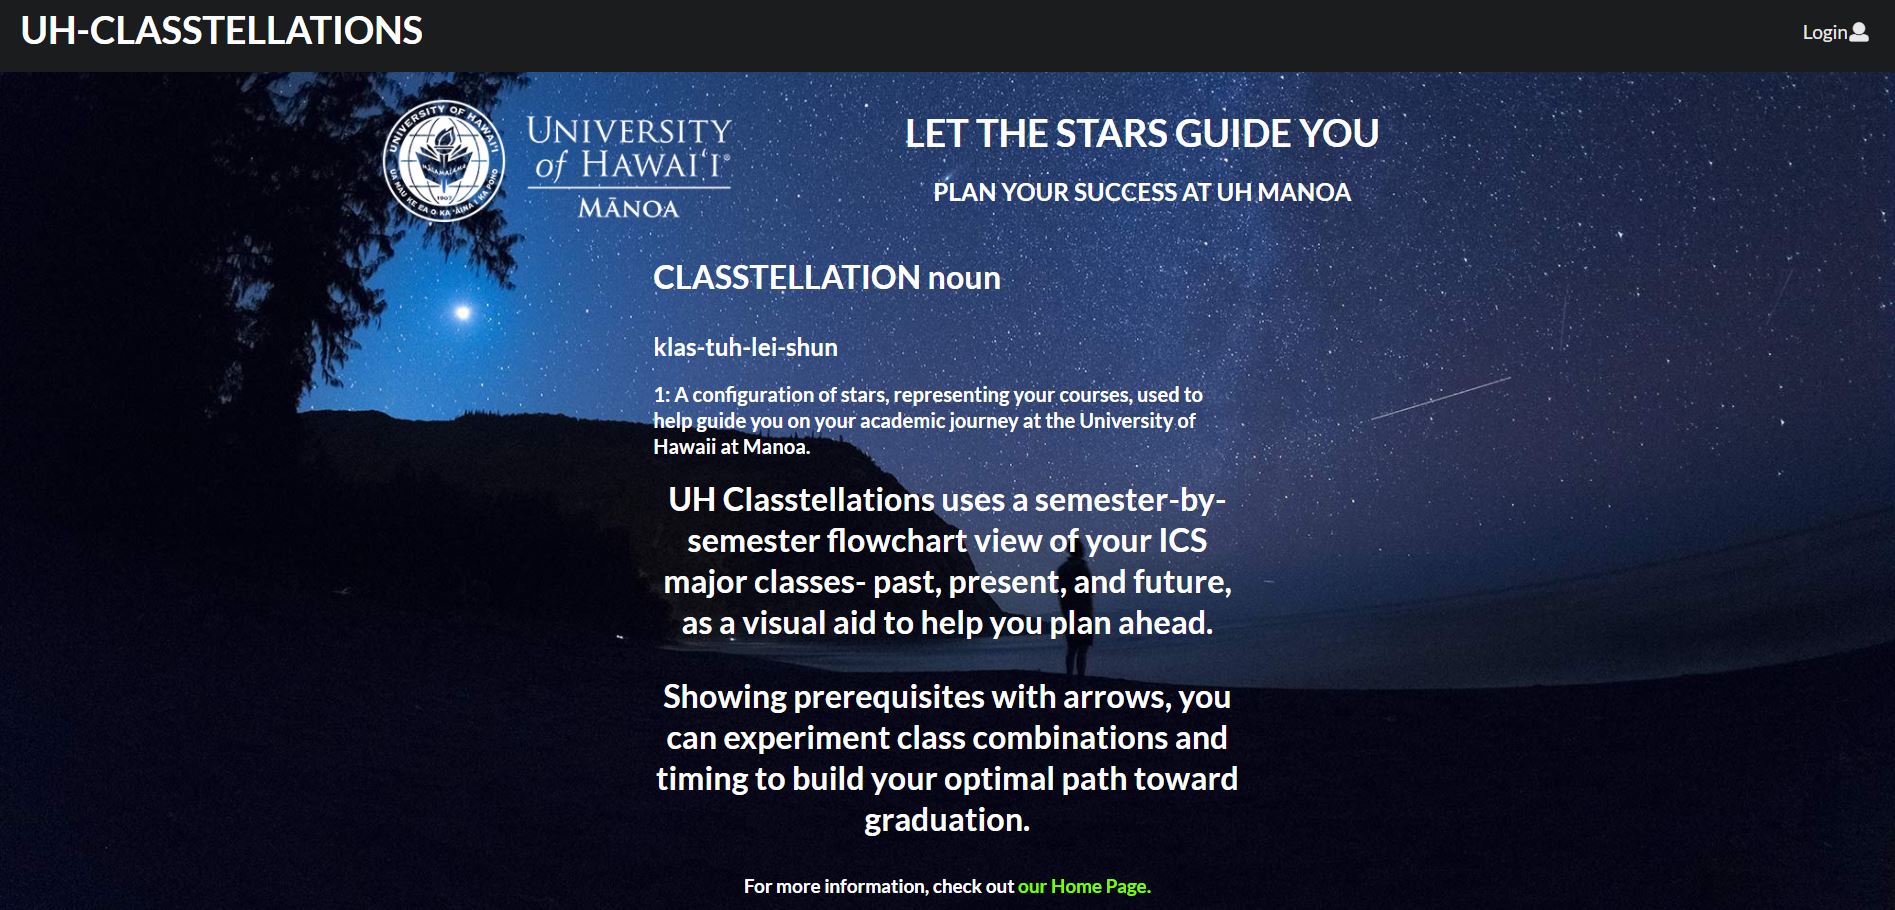 UH-CLASSTELLATIONS
Login
UNIVERSITY OF HAWAI'I
UA MAU KE EA O KA ʻĀINA I KA PONO
MALAMALAMA
1907
UNIVERSITY
of HAWAIʻI®
MĀNOA
LET THE STARS GUIDE YOU
PLAN YOUR SUCCESS AT UH MANOA
CLASSTELLATION noun
klas-tuh-lei-shun
1: A configuration of stars, representing your courses, used to
help guide you on your academic journey at the University of
Hawaii at Manoa.
UH Classtellations uses a semester-by-
semester flowchart view of your ICS
major classes- past, present, and future,
as a visual aid to help you plan ahead.
Showing prerequisites with arrows, you
can experiment class combinations and
timing to build your optimal path toward
graduation.
For more information, check out our Home Page.